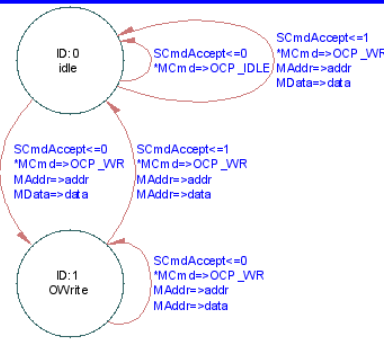 ID: 0
idle
SCmdAccept<=0
*MCmd=>OCP_IDLE
SCmdAccept<=1
*MCmd=>OCP_WR
MAddr=>addr
MData=>data
SCmdAccept<=0
*MCmd=>OCP_WR
MAddr=>addr
MData=>data
SCmdAccept<=1
*MCmd=>OCP_WR
MAddr=>addr
MData=>data
ID: 1
OWrite
SCmdAccept<=0
*MCmd=>OCP_WR
MAddr=>addr
MAddr=>data